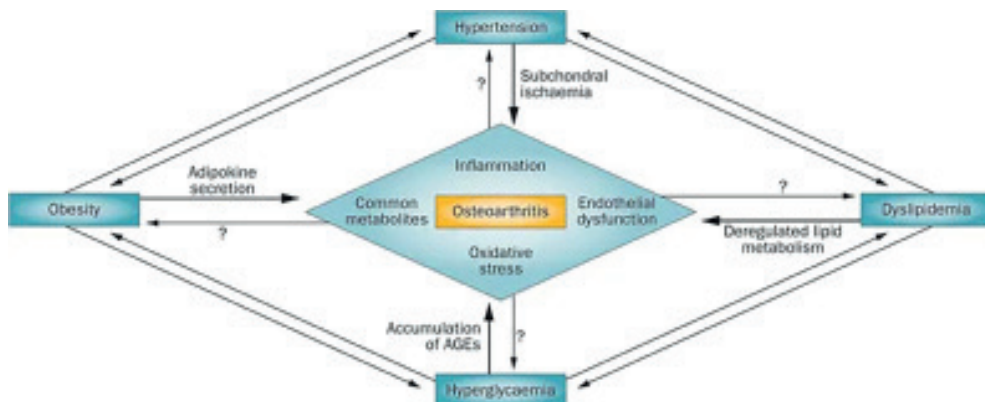 Hypertension
?
Subchondral
ischaemia
Inflammation
Adipokine
secretion
?
Obesity
Common
metabolites
Osteoarthritis
Endothelial
dysfunction
Dyslipidemia
?
Deregulated lipid
metabolism
Oxidative
stress
Accumulation
of AGEs
?
Hyperglycaemia